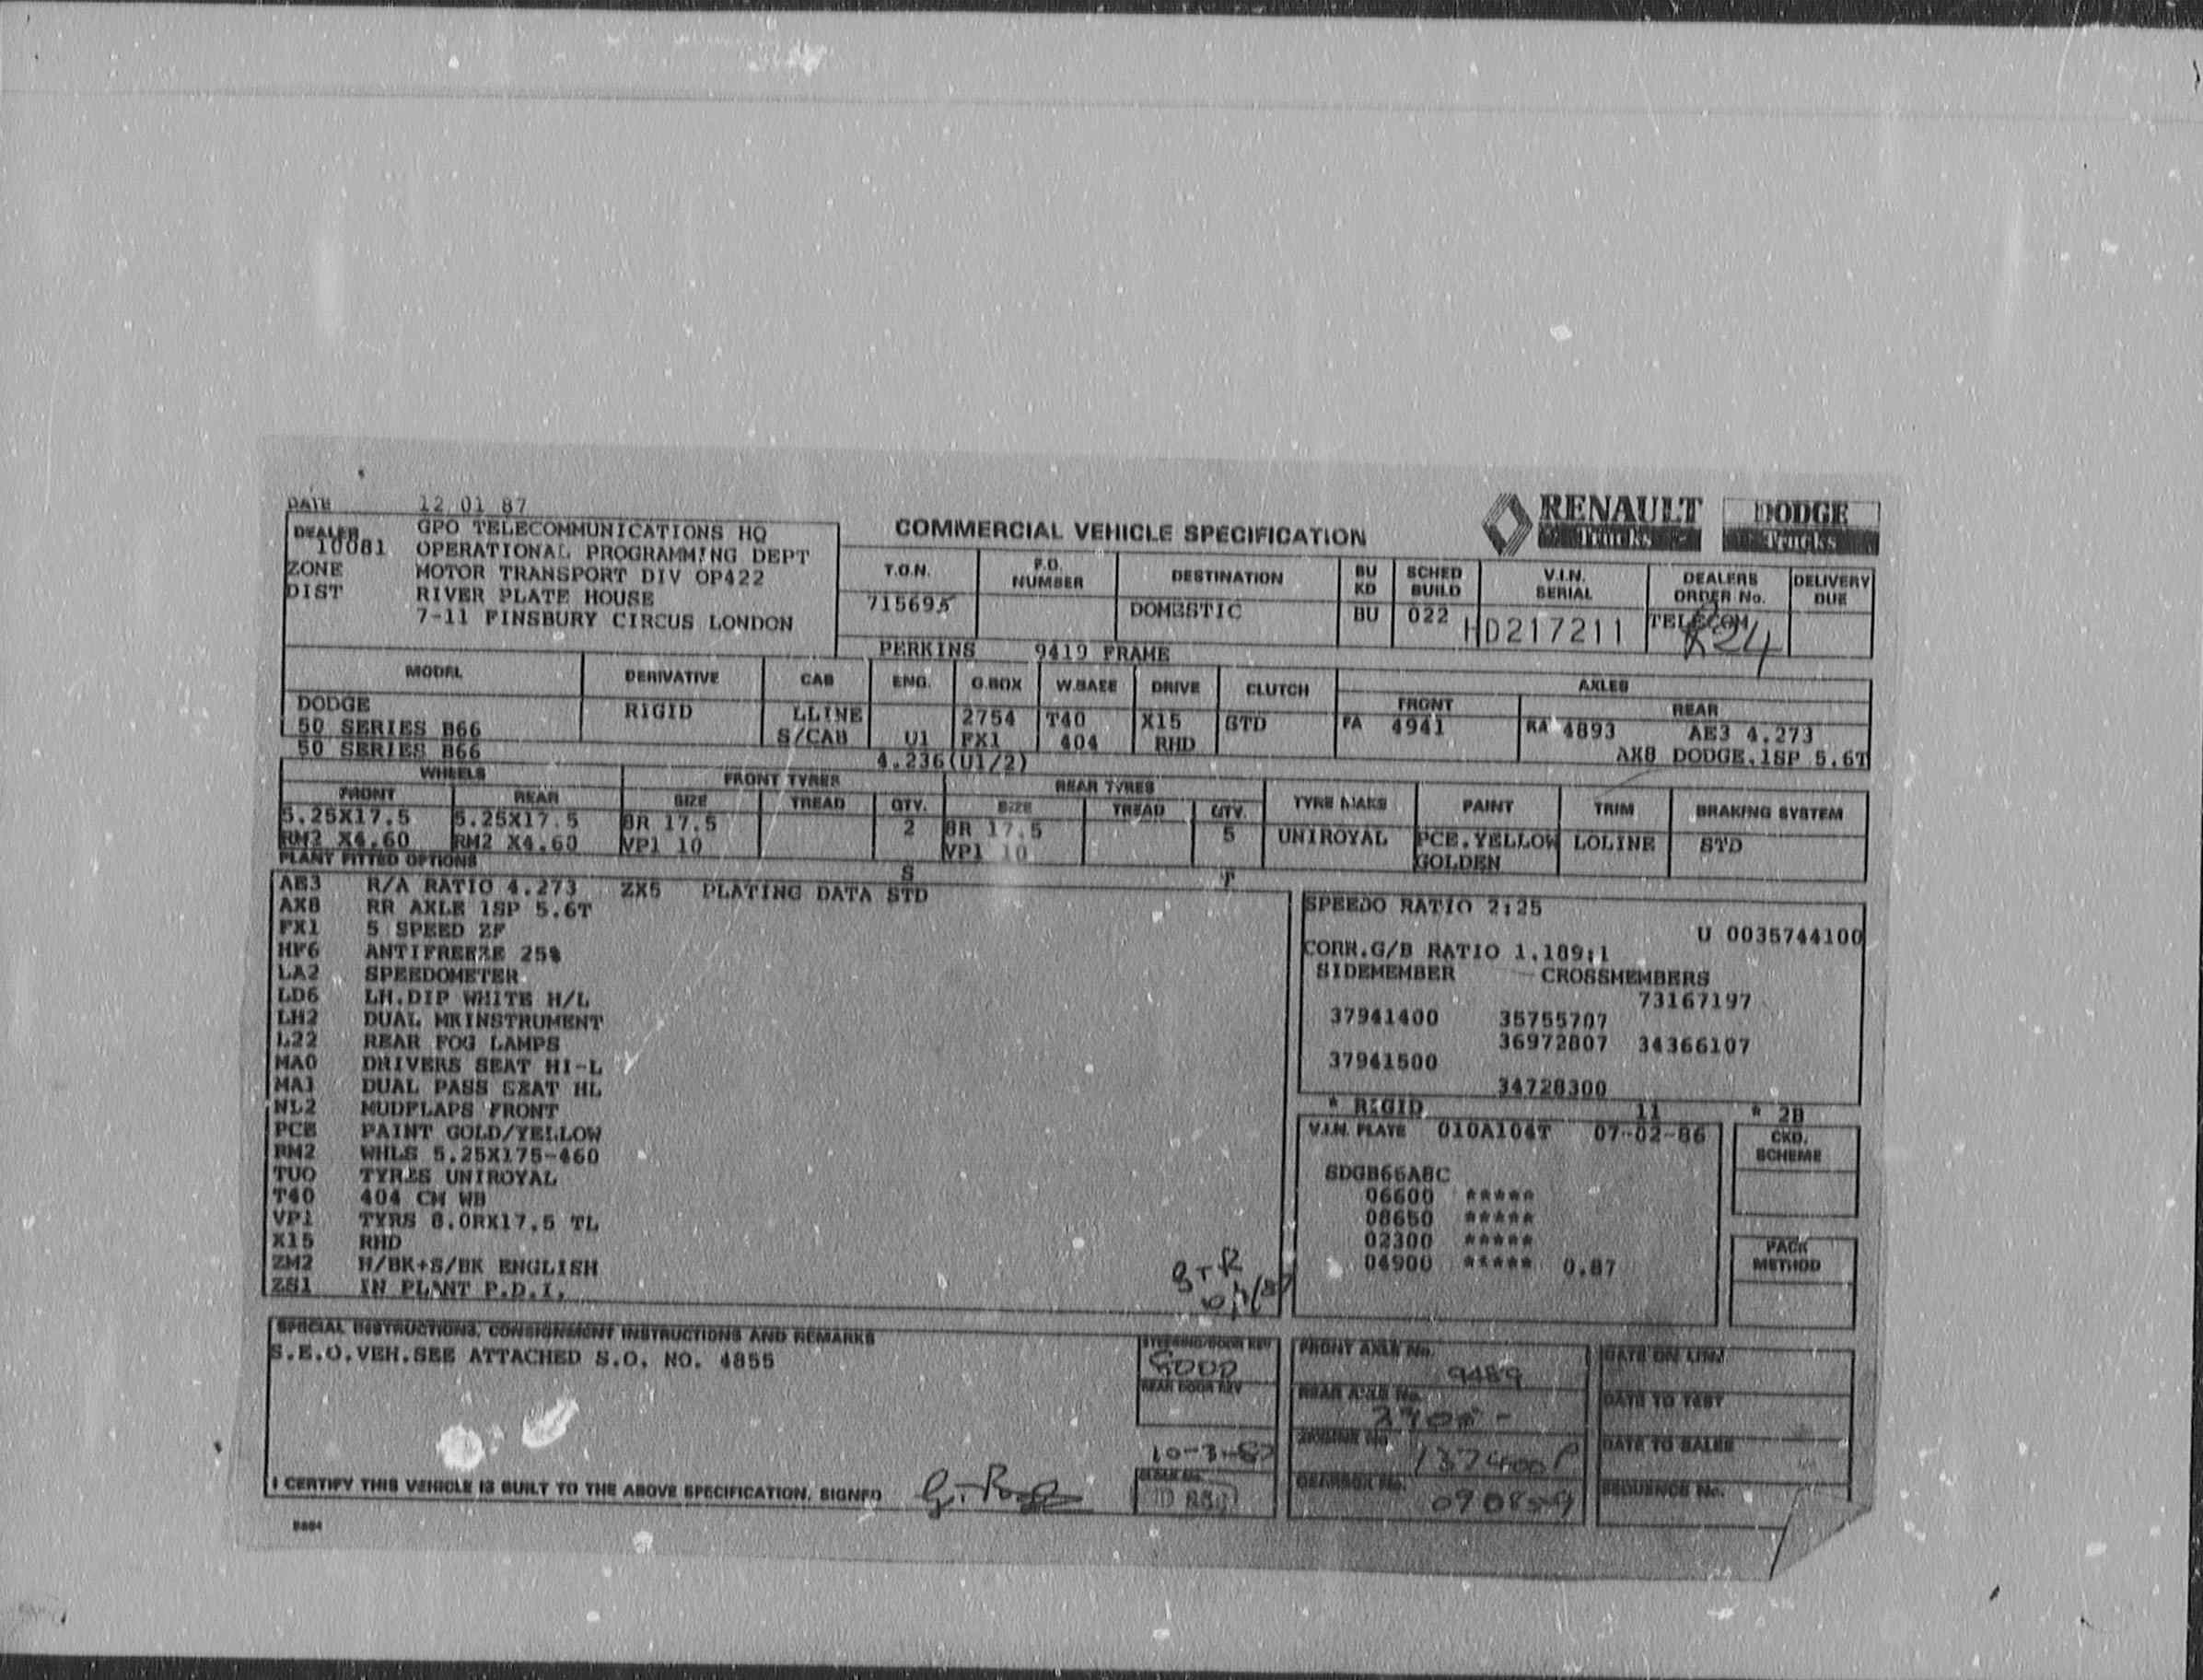 DATE 12 01 87
DEALER 10081 GPO TELECOMMUNICATIONS HQ
OPERATIONAL PROGRAMMING DEPT
ZONE MOTOR TRANSPORT DIV OP422
DIST RIVER PLATE HOUSE
7-11 FINSBURY CIRCUS LONDON
COMMERCIAL VEHICLE SPECIFICATION
RENAULT Trucks
DODGE Trucks
T.O.N. F.O. NUMBER DESTINATION BU KD SCHED BUILD V.I.N. SERIAL DEALERS ORDER No. DELIVERY DUE
715695 DOMESTIC BU 022 HD217211 TELECOM R24
PERKINS 9419 FRAME
MODEL DERIVATIVE CAB ENG. G.BOX W.BASE DRIVE CLUTCH AXLES
FRONT REAR
DODGE RIGID LLINE 2754 T40 X15 STD FA 4941 RA 4893 AE3 4.273
50 SERIES B66 S/CAB U1 FX1 404 RHD AX8 DODGE.1SP 5.6T
50 SERIES B66 4.236(U1/2)
WHEELS FRONT TYRES REAR TYRES
FRONT REAR SIZE TREAD QTY. SIZE TREAD QTY. TYRE MAKE PAINT TRIM BRAKING SYSTEM
5.25X17.5 5.25X17.5 8R 17.5 2 8R 17.5 5 UNIROYAL PCE.YELLOW LOLINE STD
RM2 X4.60 RM2 X4.60 VP1 10 VP1 10 GOLDEN
PLANT FITTED OPTIONS S T
AE3 R/A RATIO 4.273 ZX5 PLATING DATA STD
AX8 RR AXLE 1SP 5.6T
FX1 5 SPEED ZF
HF6 ANTIFREEZE 25%
LA2 SPEEDOMETER
LD6 LH.DIP WHITE H/L
LH2 DUAL MKINSTRUMENT
L22 REAR FOG LAMPS
MA0 DRIVERS SEAT HI-L
MA1 DUAL PASS SEAT HL
NL2 MUDFLAPS FRONT
PCE PAINT GOLD/YELLOW
RM2 WHLS 5.25X175-460
TUO TYRES UNIROYAL
T40 404 CM WB
VP1 TYRS 8.0RX17.5 TL
X15 RHD
ZM2 H/BK+S/BK ENGLISH
ZS1 IN PLANT P.D.I.
SPEEDO RATIO 2:25
U 0035744100
CORR.G/B RATIO 1.189:1
SIDEMEMBER CROSSMEMBERS
73167197
37941400 35755707
36972807 34366107
37941500
34728300
* RIGID 11 * 2B
V.I.N. PLATE 010A104T 07-02-86
SDGB66A8C
06600 *****
08650 *****
02300 *****
04900 ***** 0.87
CKD. SCHEME
PACK METHOD
SPECIAL INSTRUCTIONS, CONSIGNMENT INSTRUCTIONS AND REMARKS
S.E.O.VEH.SEE ATTACHED S.O. NO. 4855
STEERING/DOOR KEY
REAR DOOR KEY
10-3-87
FRONT AXLE No. 9489
REAR AXLE No.
ENGINE No. 137400P
GEARBOX No. 090859
DATE ON LINE
DATE TO TEST
DATE TO SALES
SEQUENCE No.
I CERTIFY THIS VEHICLE IS BUILT TO THE ABOVE SPECIFICATION. SIGNED